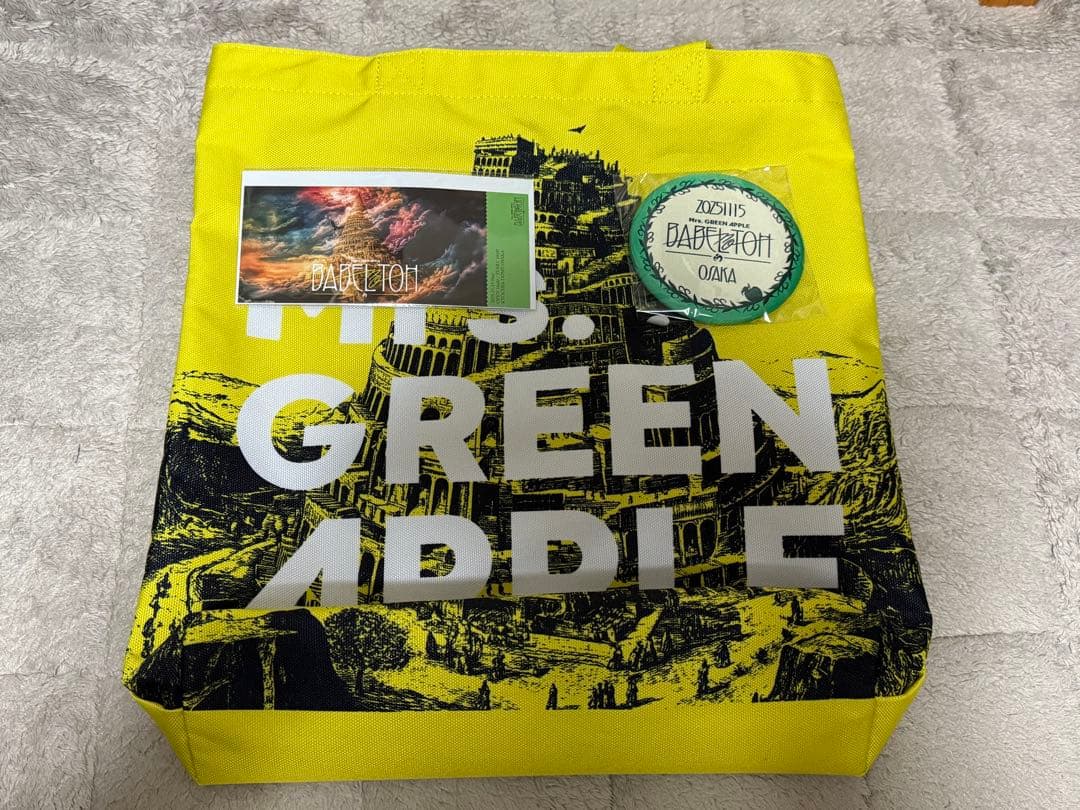 BABEL no TOH
20251115
Mrs. GREEN APPLE
BABEL no TOH
OSAKA
Mrs.
GREEN
APPLE